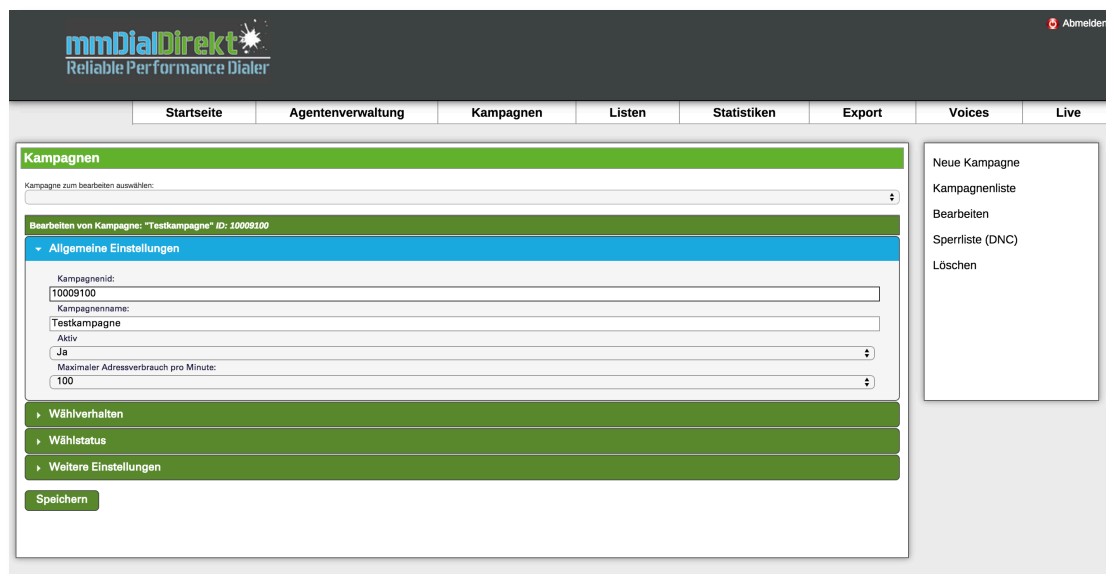 mmDialDirekt
Reliable Performance Dialer
Abmelden
Startseite Agentenverwaltung Kampagnen Listen Statistiken Export Voices Live
Kampagnen
Kampagne zum bearbeiten auswählen:
Bearbeiten von Kampagne: "Testkampagne" ID: 10009100
Allgemeine Einstellungen
Kampagnenid:
10009100
Kampagnenname:
Testkampagne
Aktiv
Ja
Maximaler Adressverbrauch pro Minute:
100
Wählverhalten
Wählstatus
Weitere Einstellungen
Speichern
Neue Kampagne
Kampagnenliste
Bearbeiten
Sperrliste (DNC)
Löschen